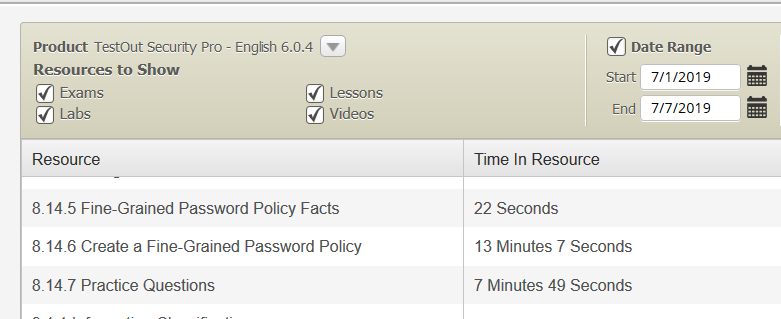 Product TestOut Security Pro - English 6.0.4
Resources to Show
Exams
Lessons
Labs
Videos
Date Range
Start 7/1/2019
End 7/7/2019
Resource Time In Resource
8.14.5 Fine-Grained Password Policy Facts 22 Seconds
8.14.6 Create a Fine-Grained Password Policy 13 Minutes 7 Seconds
8.14.7 Practice Questions 7 Minutes 49 Seconds